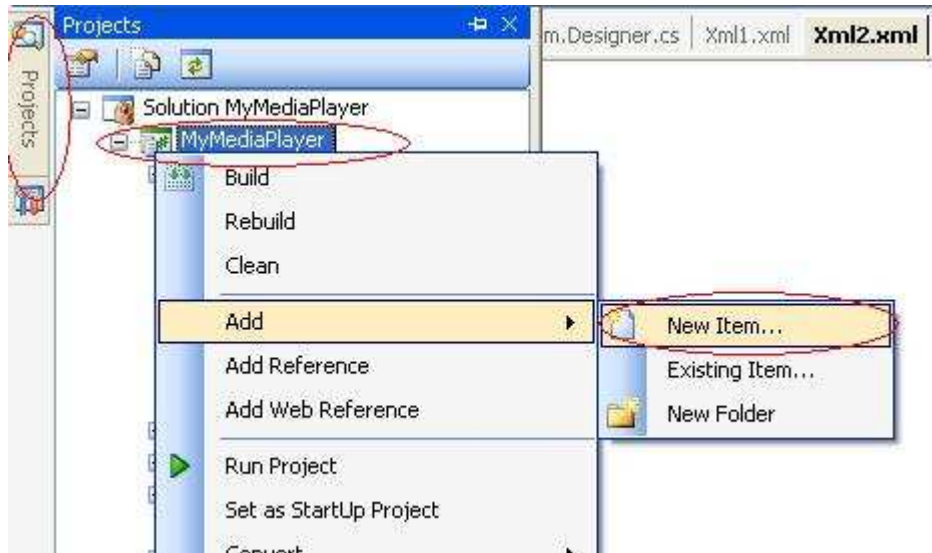 Projects
m.Designer.cs Xml1.xml Xml2.xml
Projects
Solution MyMediaPlayer
MyMediaPlayer
Build
Rebuild
Clean
Add
New Item...
Add Reference
Existing Item...
Add Web Reference
New Folder
Run Project
Set as StartUp Project
Convert